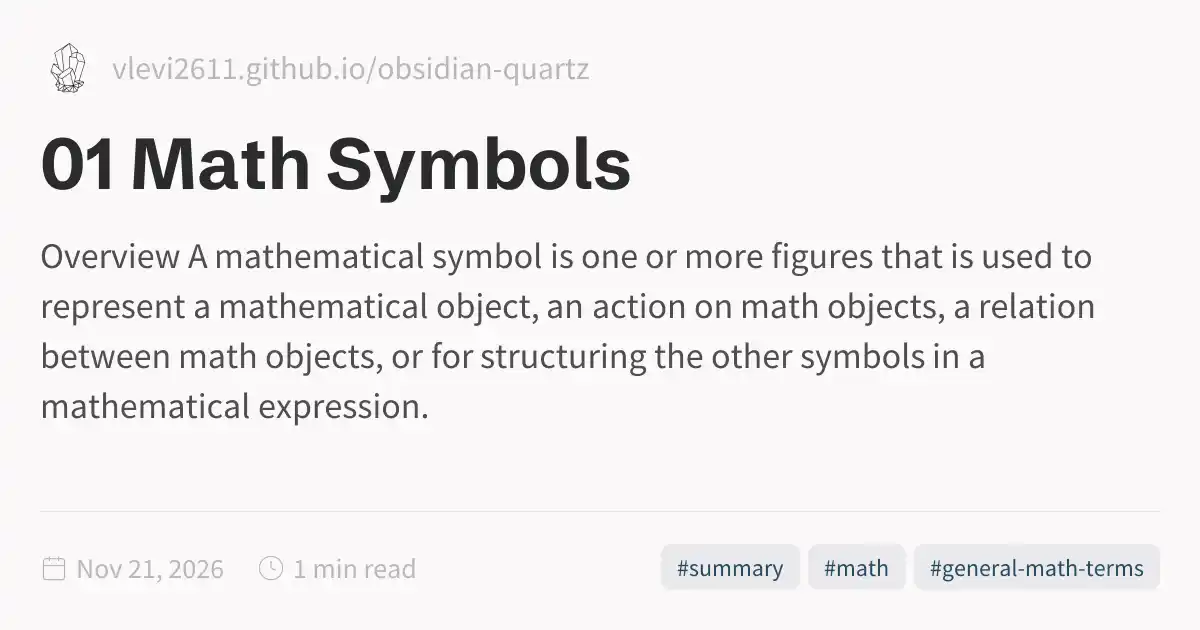 vlevi2611.github.io/obsidian-quartz
01 Math Symbols
Overview A mathematical symbol is one or more figures that is used to
represent a mathematical object, an action on math objects, a relation
between math objects, or for structuring the other symbols in a
mathematical expression.
Nov 21, 2026 1 min read #summary #math #general-math-terms